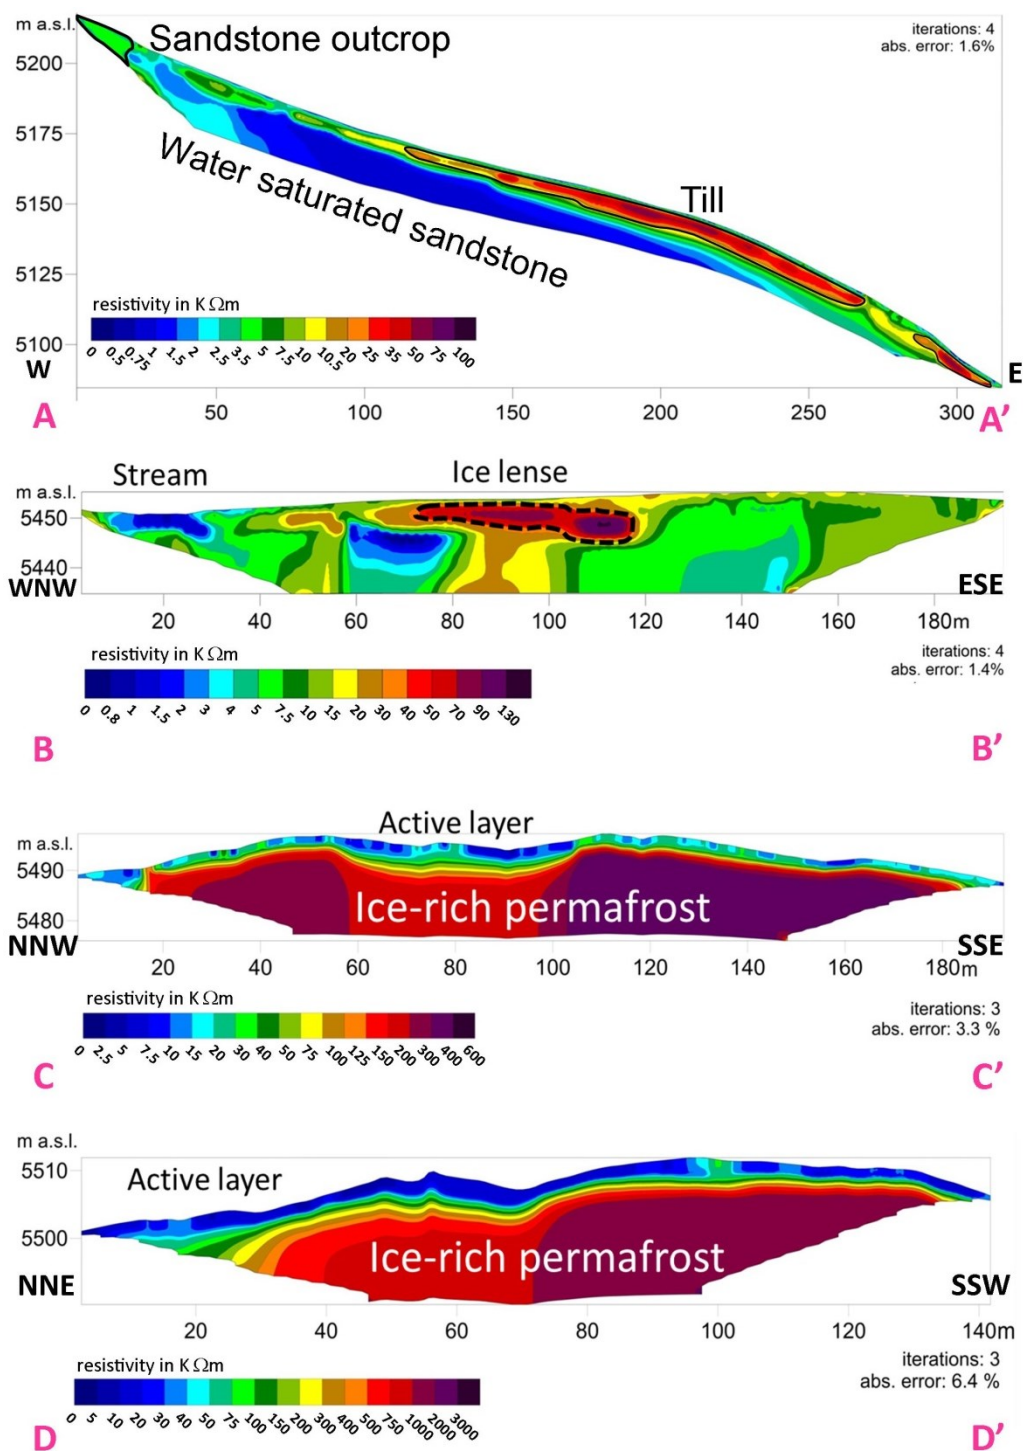 m a.s.l.
iterations: 4
abs. error: 1.6%
Sandstone outcrop
5200
5175
Water saturated sandstone
Till
5150
5125
resistivity in K Ωm
5100
0 0.5 0.75 1 1.5 2 2.5 3.5 5 7.5 10 10.5 20 25 35 50 75 100
W
E
50 100 150 200 250 300
A
A’
Stream
Ice lense
m a.s.l.
5450
5440
WNW
ESE
20 40 60 80 100 120 140 160 180m
resistivity in K Ωm
iterations: 4
abs. error: 1.4%
0 0.8 1 1.5 2 3 4 5 7.5 10 15 20 30 40 50 70 90 130
B
B’
Active layer
m a.s.l.
5490
Ice-rich permafrost
5480
NNW
SSE
20 40 60 80 100 120 140 160 180m
resistivity in K Ωm
iterations: 3
abs. error: 3.3 %
0 2.5 5 7.5 10 15 20 30 40 50 75 100 125 150 200 300 400 600
C
C’
m a.s.l.
5510
Active layer
5500
Ice-rich permafrost
NNE
SSW
20 40 60 80 100 120 140m
resistivity in K Ωm
iterations: 3
abs. error: 6.4 %
0 5 10 20 30 40 50 75 100 150 200 300 400 500 750 1000 2000 3000
D
D’